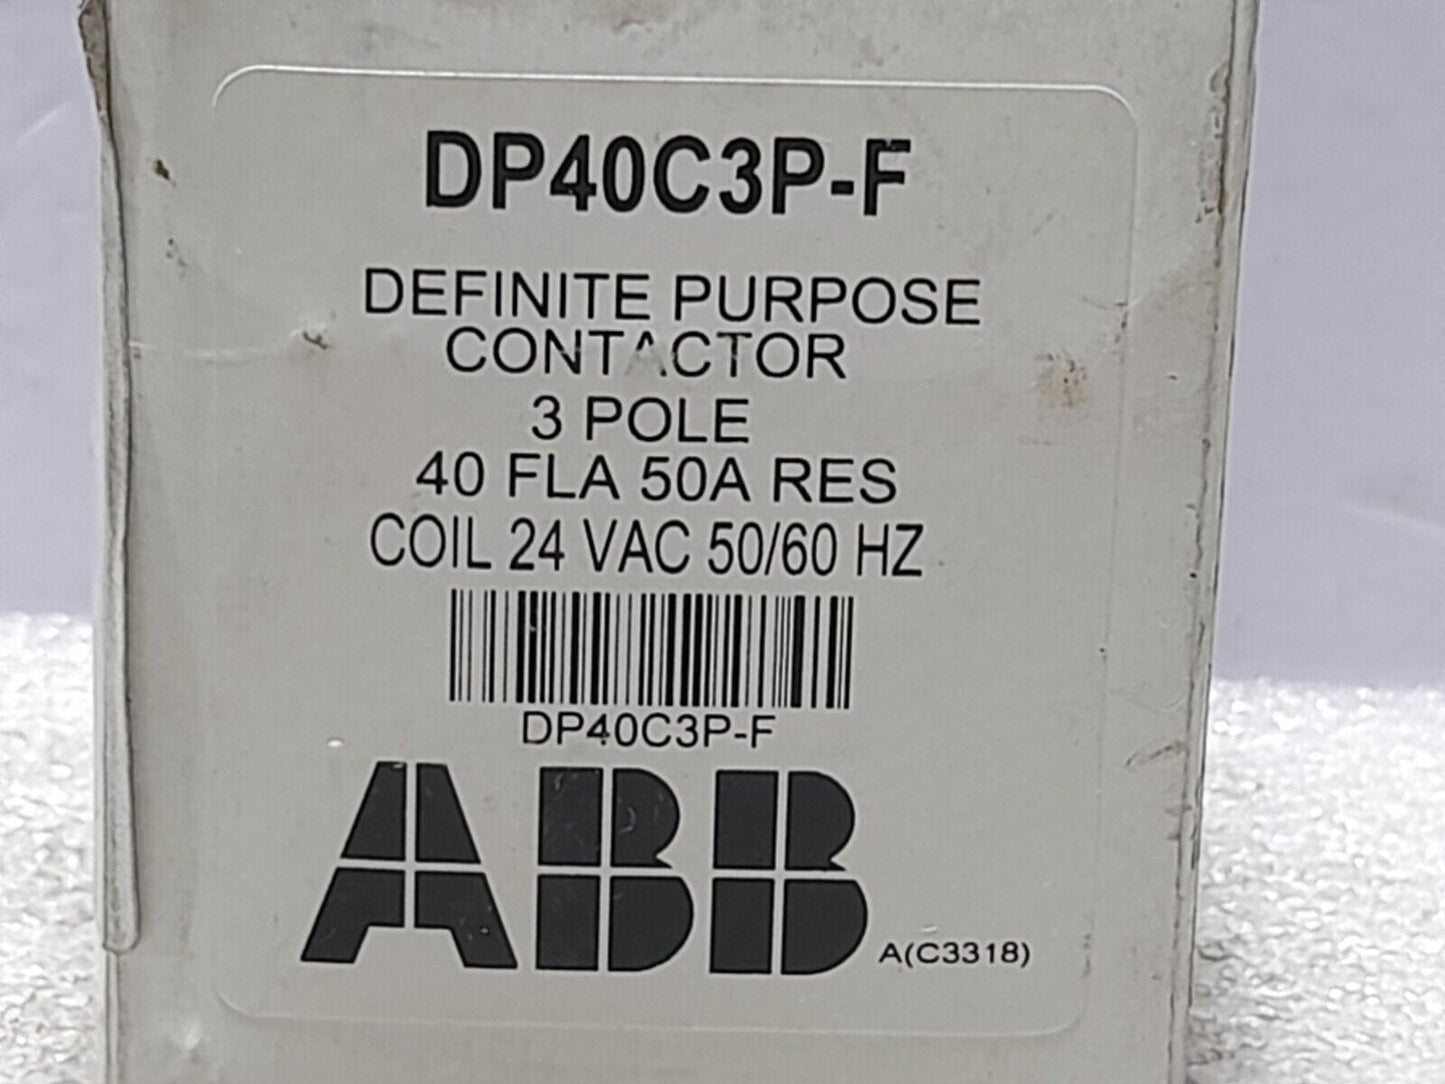 DP40C3P-F
DEFINITE PURPOSE
CONTACTOR
3 POLE
40 FLA 50A RES
COIL 24 VAC 50/60 HZ
DP40C3P-F
ABB A(C3318)